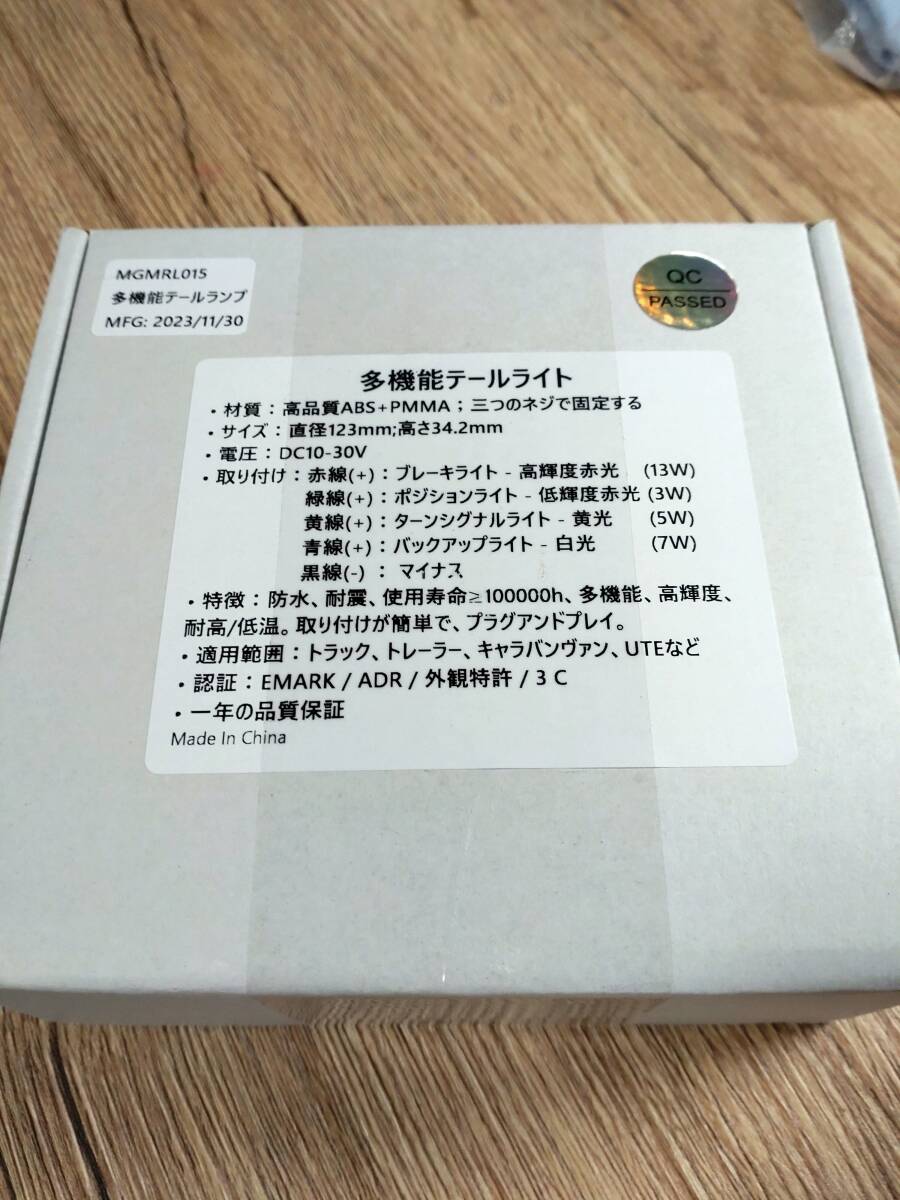 MGMRL015
多機能テールランプ
MFG: 2023/11/30
QC
PASSED
多機能テールライト
・材質：高品質ABS+PMMA；三つのネジで固定する
・サイズ：直径123mm;高さ34.2mm
・電圧：DC10-30V
・取り付け：赤線(+)：ブレーキライト - 高輝度赤光 (13W)
緑線(+)：ポジションライト - 低輝度赤光 (3W)
黄線(+)：ターンシグナルライト - 黄光 (5W)
青線(+)：バックアップライト - 白光 (7W)
黒線(-)：マイナス
・特徴：防水、耐震、使用寿命≥100000h、多機能、高輝度、
耐高/低温。取り付けが簡単で、プラグアンドプレイ。
・適用範囲：トラック、トレーラー、キャラバンヴァン、UTEなど
・認証：EMARK / ADR / 外観特許 / 3 C
・一年の品質保証
Made In China